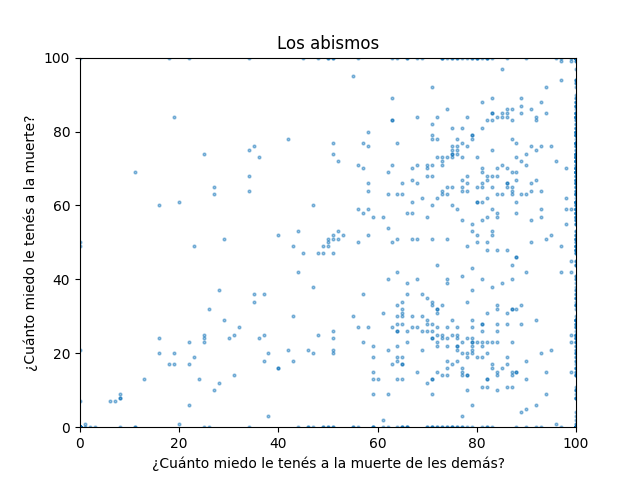 Los abismos
¿Cuánto miedo le tenés a la muerte?
100
80
60
40
20
0
0 20 40 60 80 100
¿Cuánto miedo le tenés a la muerte de les demás?